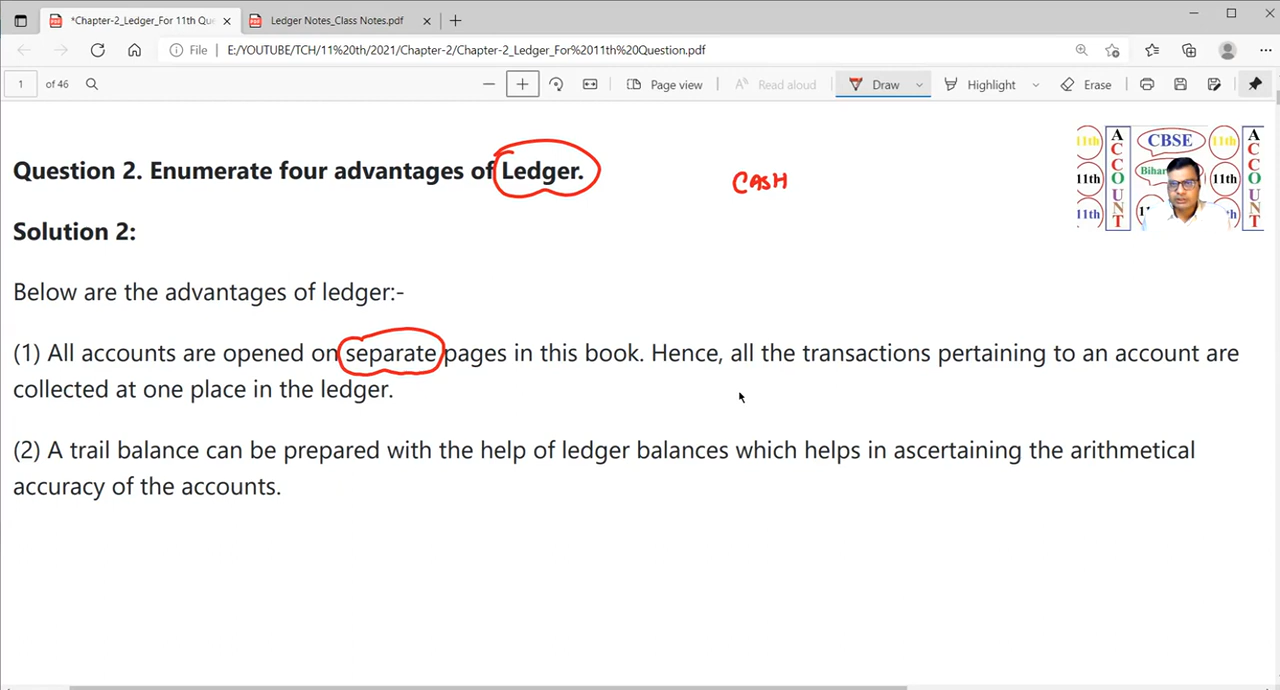 *Chapter-2_Ledger_For 11th Que
Ledger Notes_Class Notes.pdf
File
E:/YOUTUBE/TCH/11%20th/2021/Chapter-2/Chapter-2_Ledger_For%2011th%20Question.pdf
1 of 46
Page view
Read aloud
Draw
Highlight
Erase
Question 2. Enumerate four advantages of Ledger.
CASH
11th
11th
11th
ACCOUNT
CBSE
Bihar
11th
11th
ACCOUNT
Solution 2:
Below are the advantages of ledger:-
(1) All accounts are opened on separate pages in this book. Hence, all the transactions pertaining to an account are
collected at one place in the ledger.
(2) A trail balance can be prepared with the help of ledger balances which helps in ascertaining the arithmetical
accuracy of the accounts.